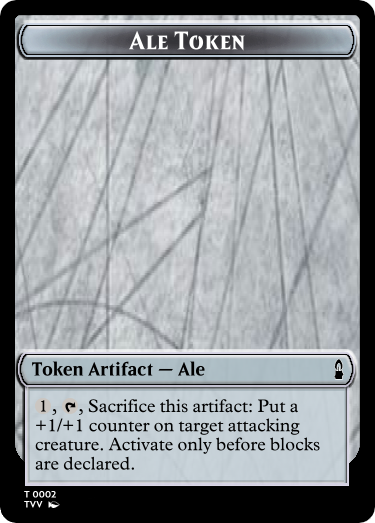 Ale Token
Token Artifact — Ale
1, , Sacrifice this artifact: Put a
+1/+1 counter on target attacking
creature. Activate only before blocks
are declared.
T 0002
TVV